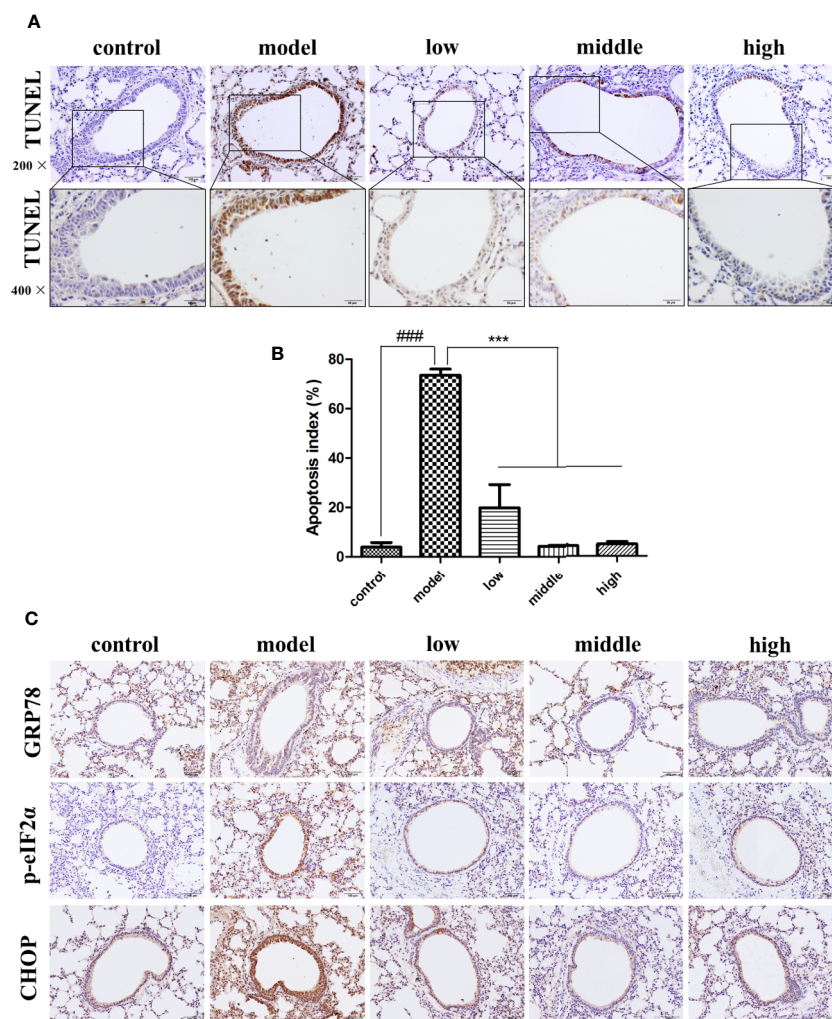 A
control model low middle high
TUNEL
200 ×
TUNEL
400 ×
B
### ***
Apoptosis index (%)
80
60
40
20
0
control model low middle high
C
control model low middle high
GRP78
p-eIF2α
CHOP